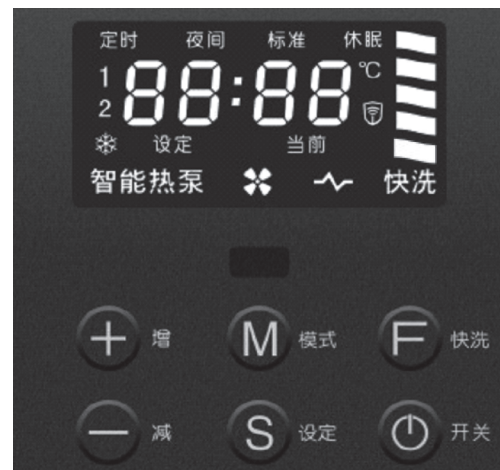 定时 夜间 标准 休眠
1 88:88 ℃
2
设定 当前
智能热泵 快洗
+ 增 M 模式 F 快洗
− 减 S 设定 开关